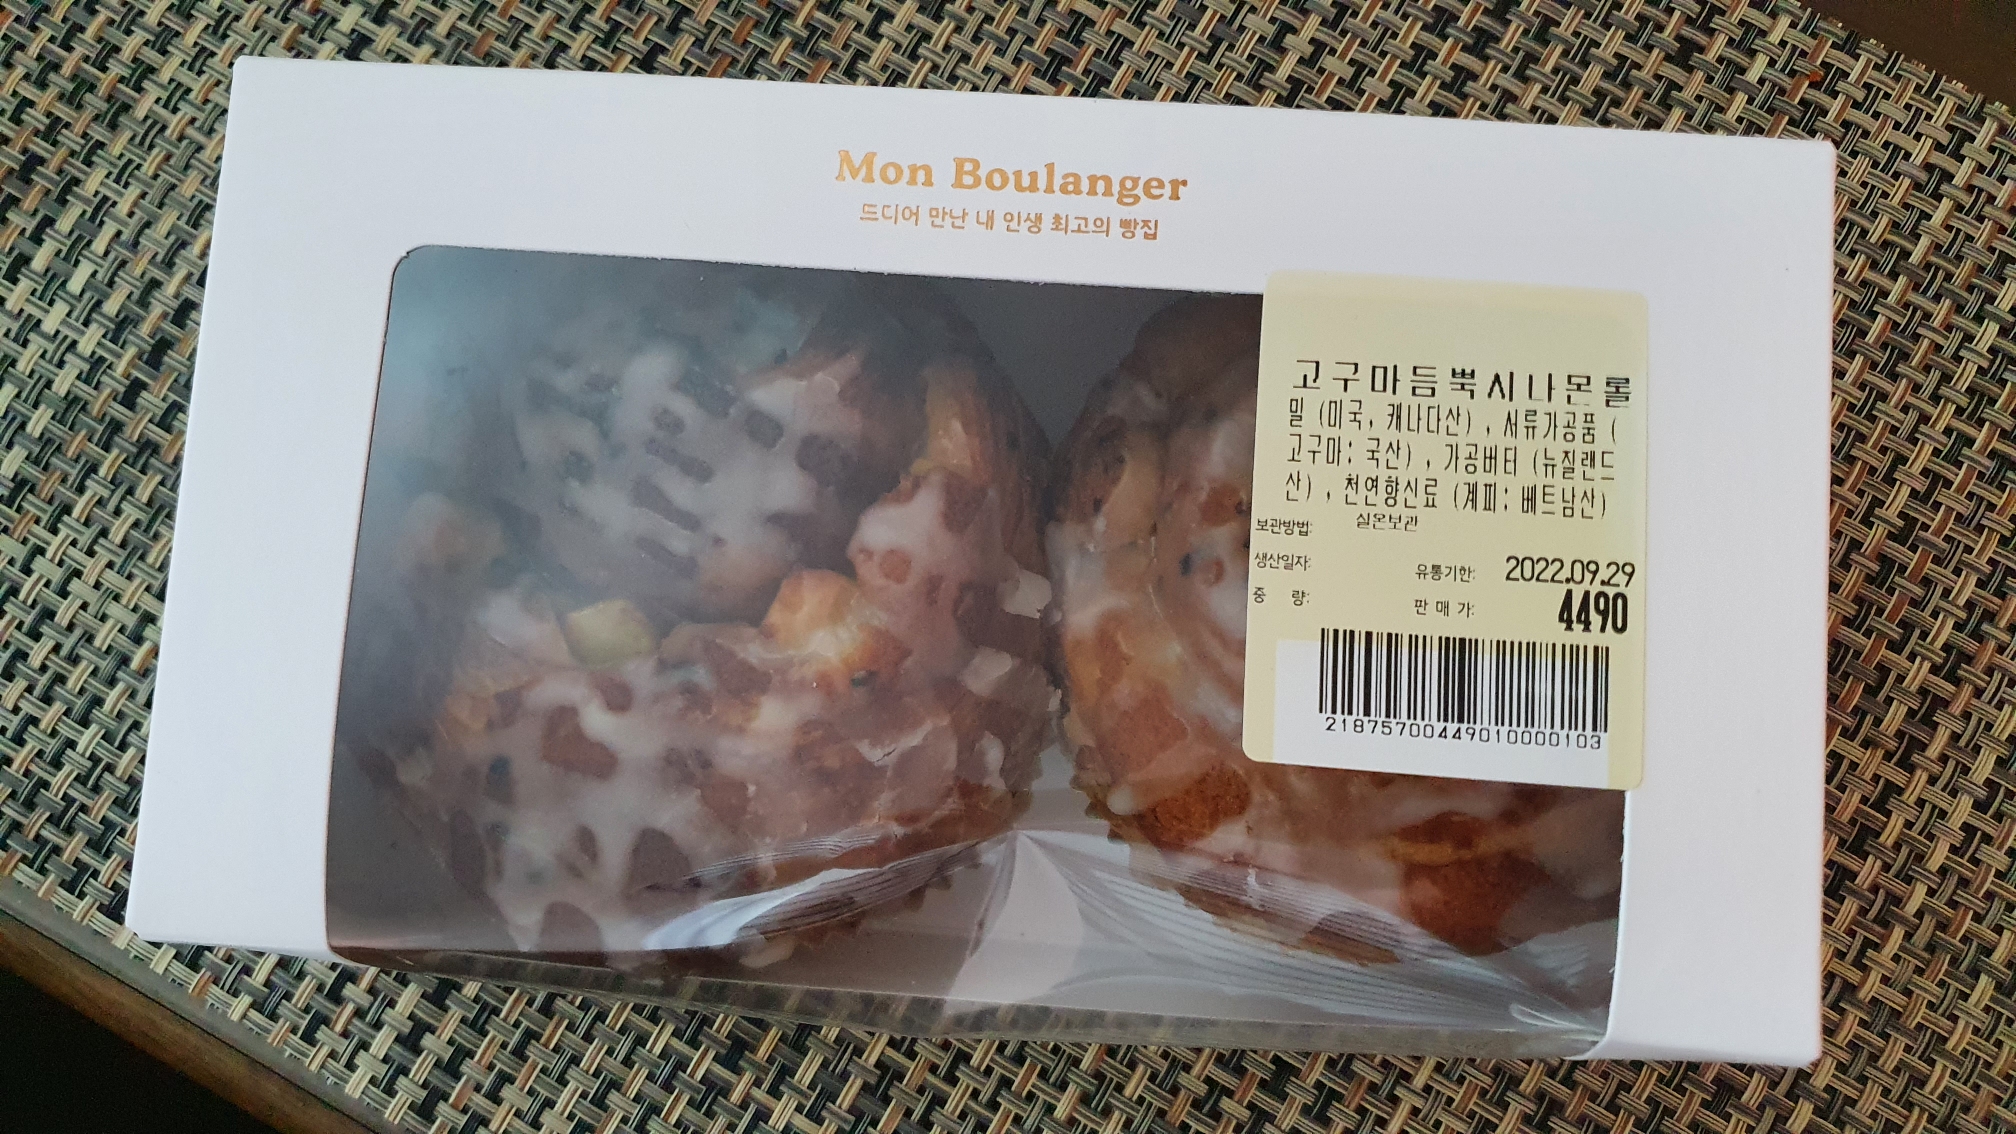 Mon Boulanger
드디어 만난 내 인생 최고의 빵집
고구마듬뿍시나몬롤
밀 (미국, 캐나다산) , 서류가공품 (
고구마; 국산) , 가공버터 (뉴질랜드
산) , 천연향신료 (계피; 베트남산)
보관방법: 실온보관
생산일자:
유통기한: 2022.09.29
중 량:
판 매 가: 4490
21875700449010000103